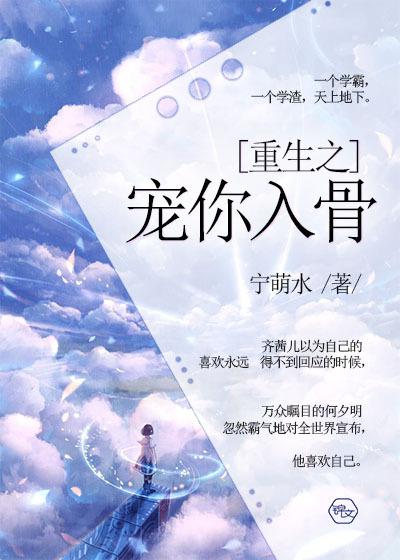 一个学霸，
一个学渣，天上地下。
[重生之]
宠你入骨
宁萌水 /著/
齐茜儿以为自己的
喜欢永远 得不到回应的时候，
万众瞩目的何夕明
忽然霸气地对全世界宣布，
他喜欢自己。
锦文